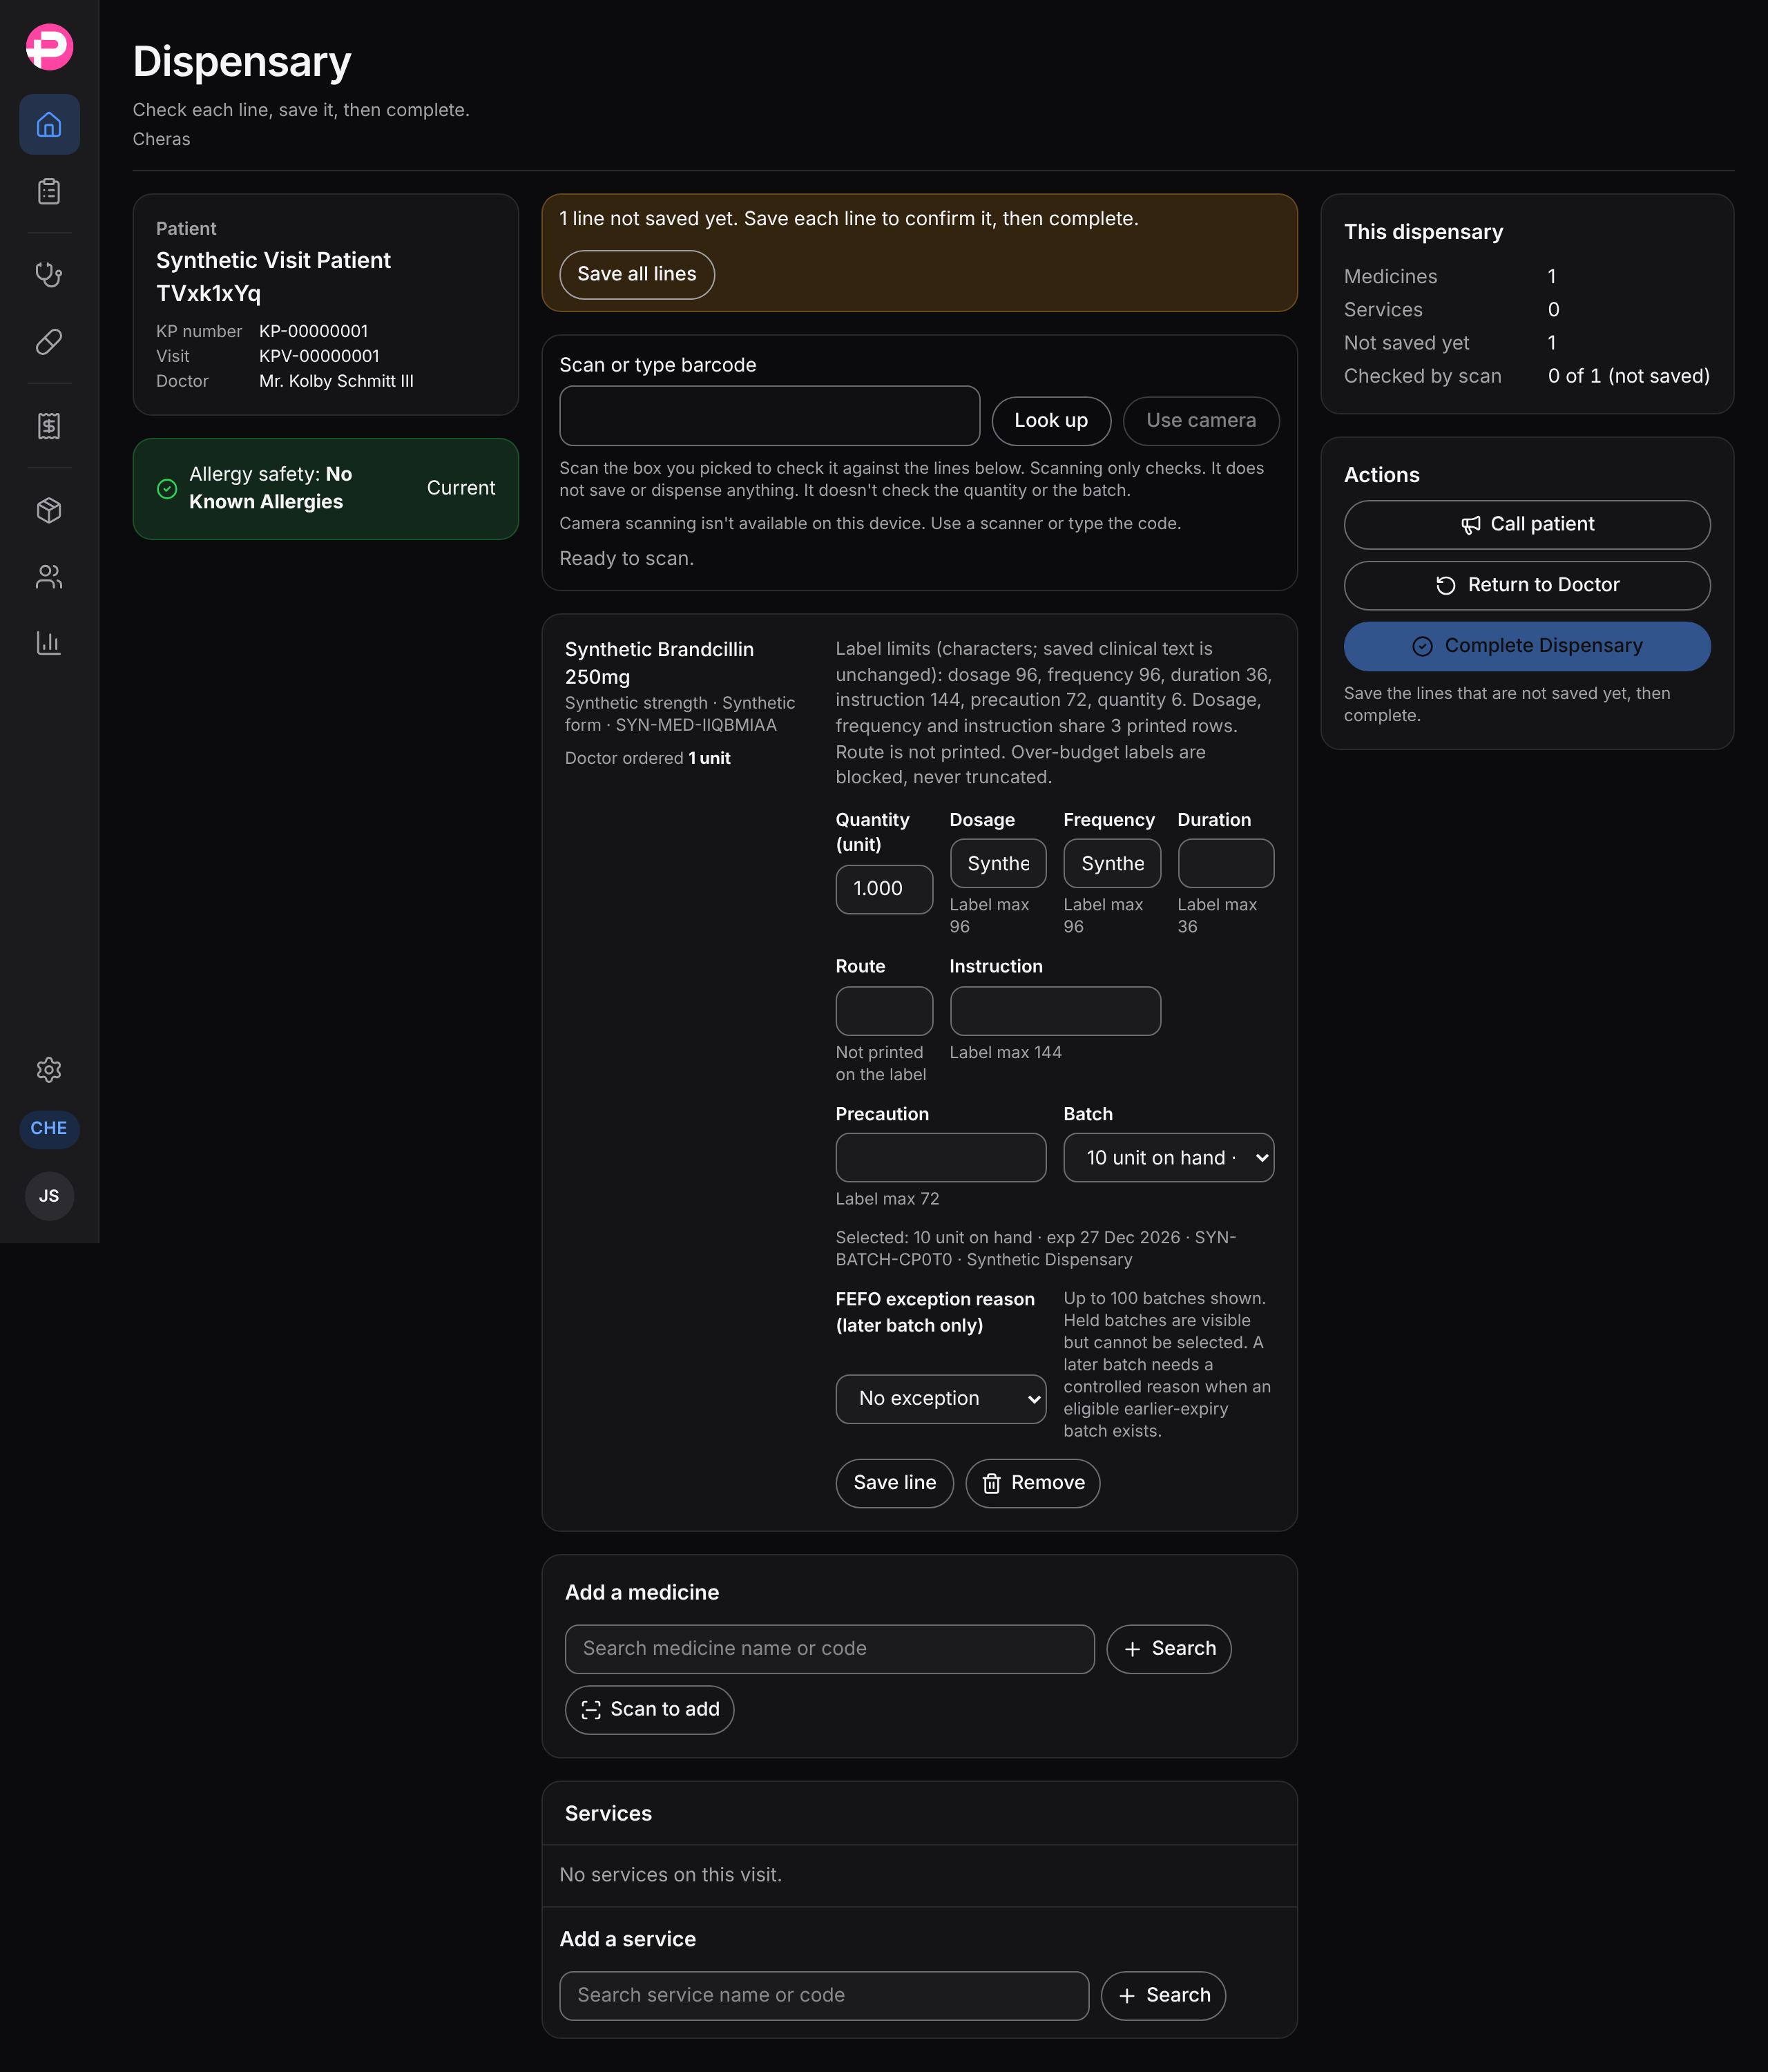 Dispensary
Check each line, save it, then complete.
Cheras
Patient
Synthetic Visit Patient
TVxk1xYq
KP number KP-00000001
Visit KPV-00000001
Doctor Mr. Kolby Schmitt III
Allergy safety: No
Known Allergies
Current
1 line not saved yet. Save each line to confirm it, then complete.
Save all lines
Scan or type barcode
Look up
Use camera
Scan the box you picked to check it against the lines below. Scanning only checks. It does
not save or dispense anything. It doesn't check the quantity or the batch.
Camera scanning isn't available on this device. Use a scanner or type the code.
Ready to scan.
Synthetic Brandcillin
250mg
Synthetic strength · Synthetic
form · SYN-MED-IIQBMIAA
Doctor ordered 1 unit
Label limits (characters; saved clinical text is
unchanged): dosage 96, frequency 96, duration 36,
instruction 144, precaution 72, quantity 6. Dosage,
frequency and instruction share 3 printed rows.
Route is not printed. Over-budget labels are
blocked, never truncated.
Quantity
(unit)
1.000
Dosage
Synthe
Label max
96
Frequency
Synthe
Label max
96
Duration
Label max
36
Route
Not printed
on the label
Instruction
Label max 144
Precaution
Label max 72
Batch
10 unit on hand ·
Selected: 10 unit on hand · exp 27 Dec 2026 · SYN-
BATCH-CP0T0 · Synthetic Dispensary
FEFO exception reason
(later batch only)
No exception
Up to 100 batches shown.
Held batches are visible
but cannot be selected. A
later batch needs a
controlled reason when an
eligible earlier-expiry
batch exists.
Save line
Remove
Add a medicine
Search medicine name or code
Search
Scan to add
Services
No services on this visit.
Add a service
Search service name or code
Search
This dispensary
Medicines 1
Services 0
Not saved yet 1
Checked by scan 0 of 1 (not saved)
Actions
Call patient
Return to Doctor
Complete Dispensary
Save the lines that are not saved yet, then
complete.
CHE
JS